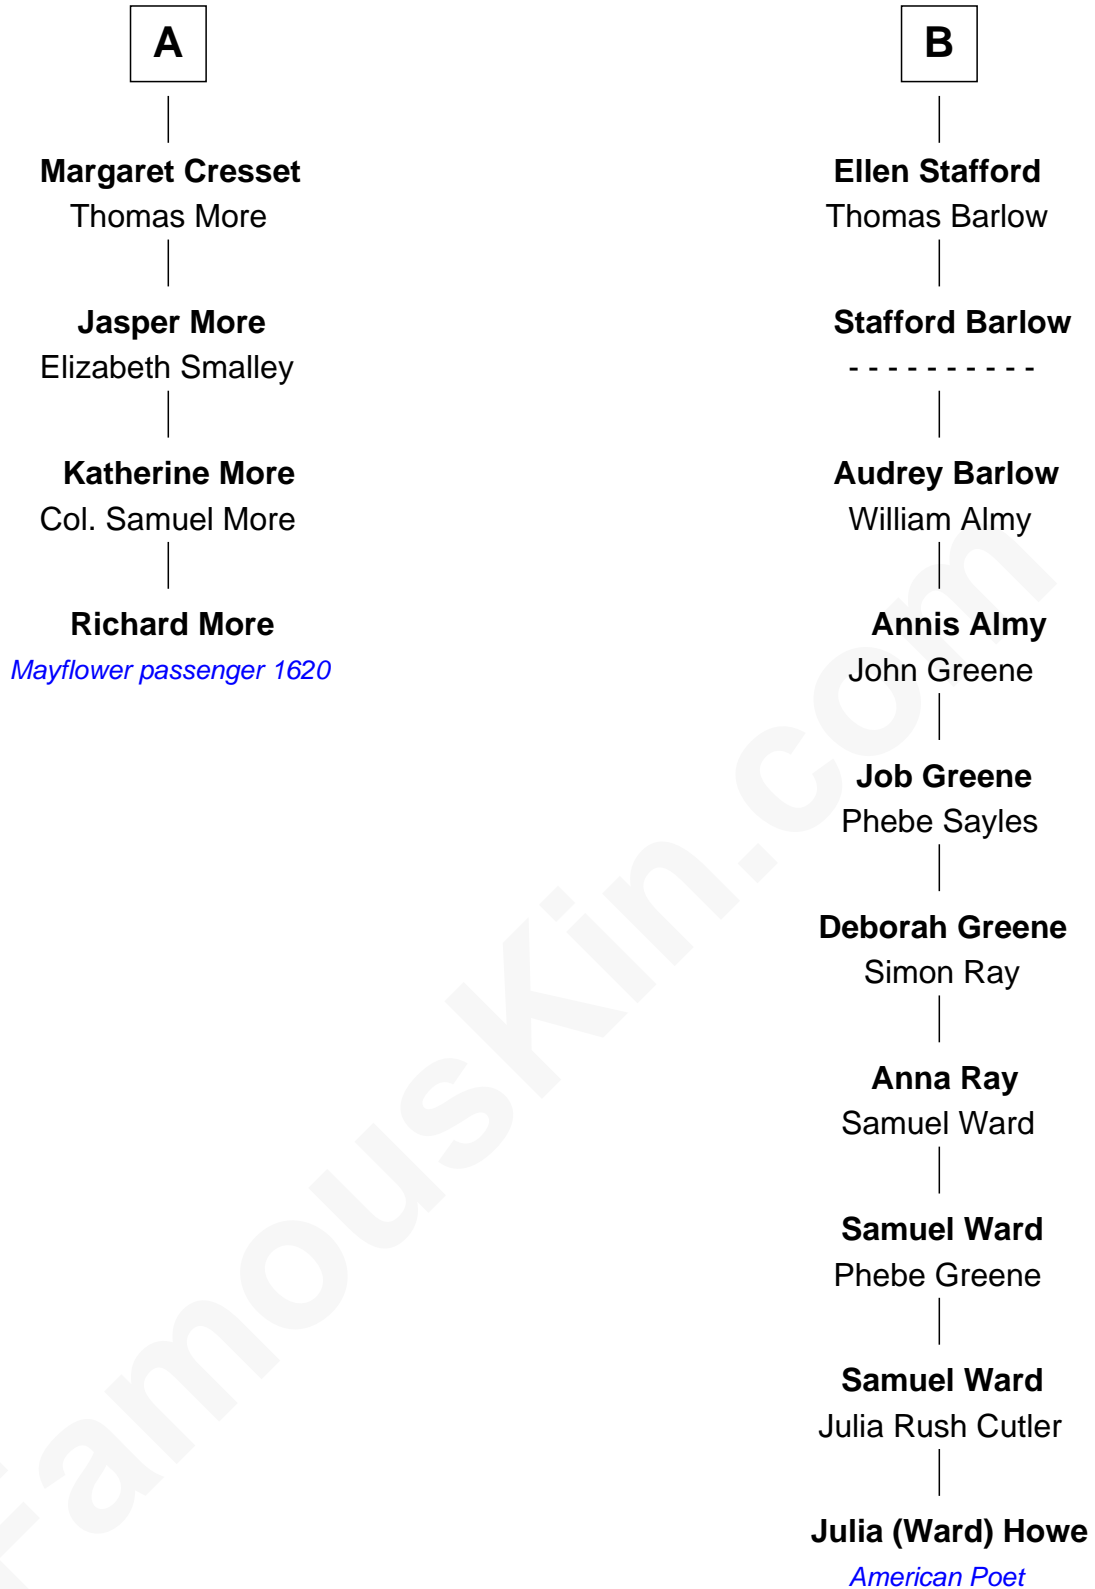 A
Margaret Cresset
Thomas More
Jasper More
Elizabeth Smalley
Katherine More
Col. Samuel More
Richard More
Mayflower passenger 1620
B
Ellen Stafford
Thomas Barlow
Stafford Barlow
- - - - - - - - - -
Audrey Barlow
William Almy
Annis Almy
John Greene
Job Greene
Phebe Sayles
Deborah Greene
Simon Ray
Anna Ray
Samuel Ward
Samuel Ward
Phebe Greene
Samuel Ward
Julia Rush Cutler
Julia (Ward) Howe
American Poet
FamousKin.com